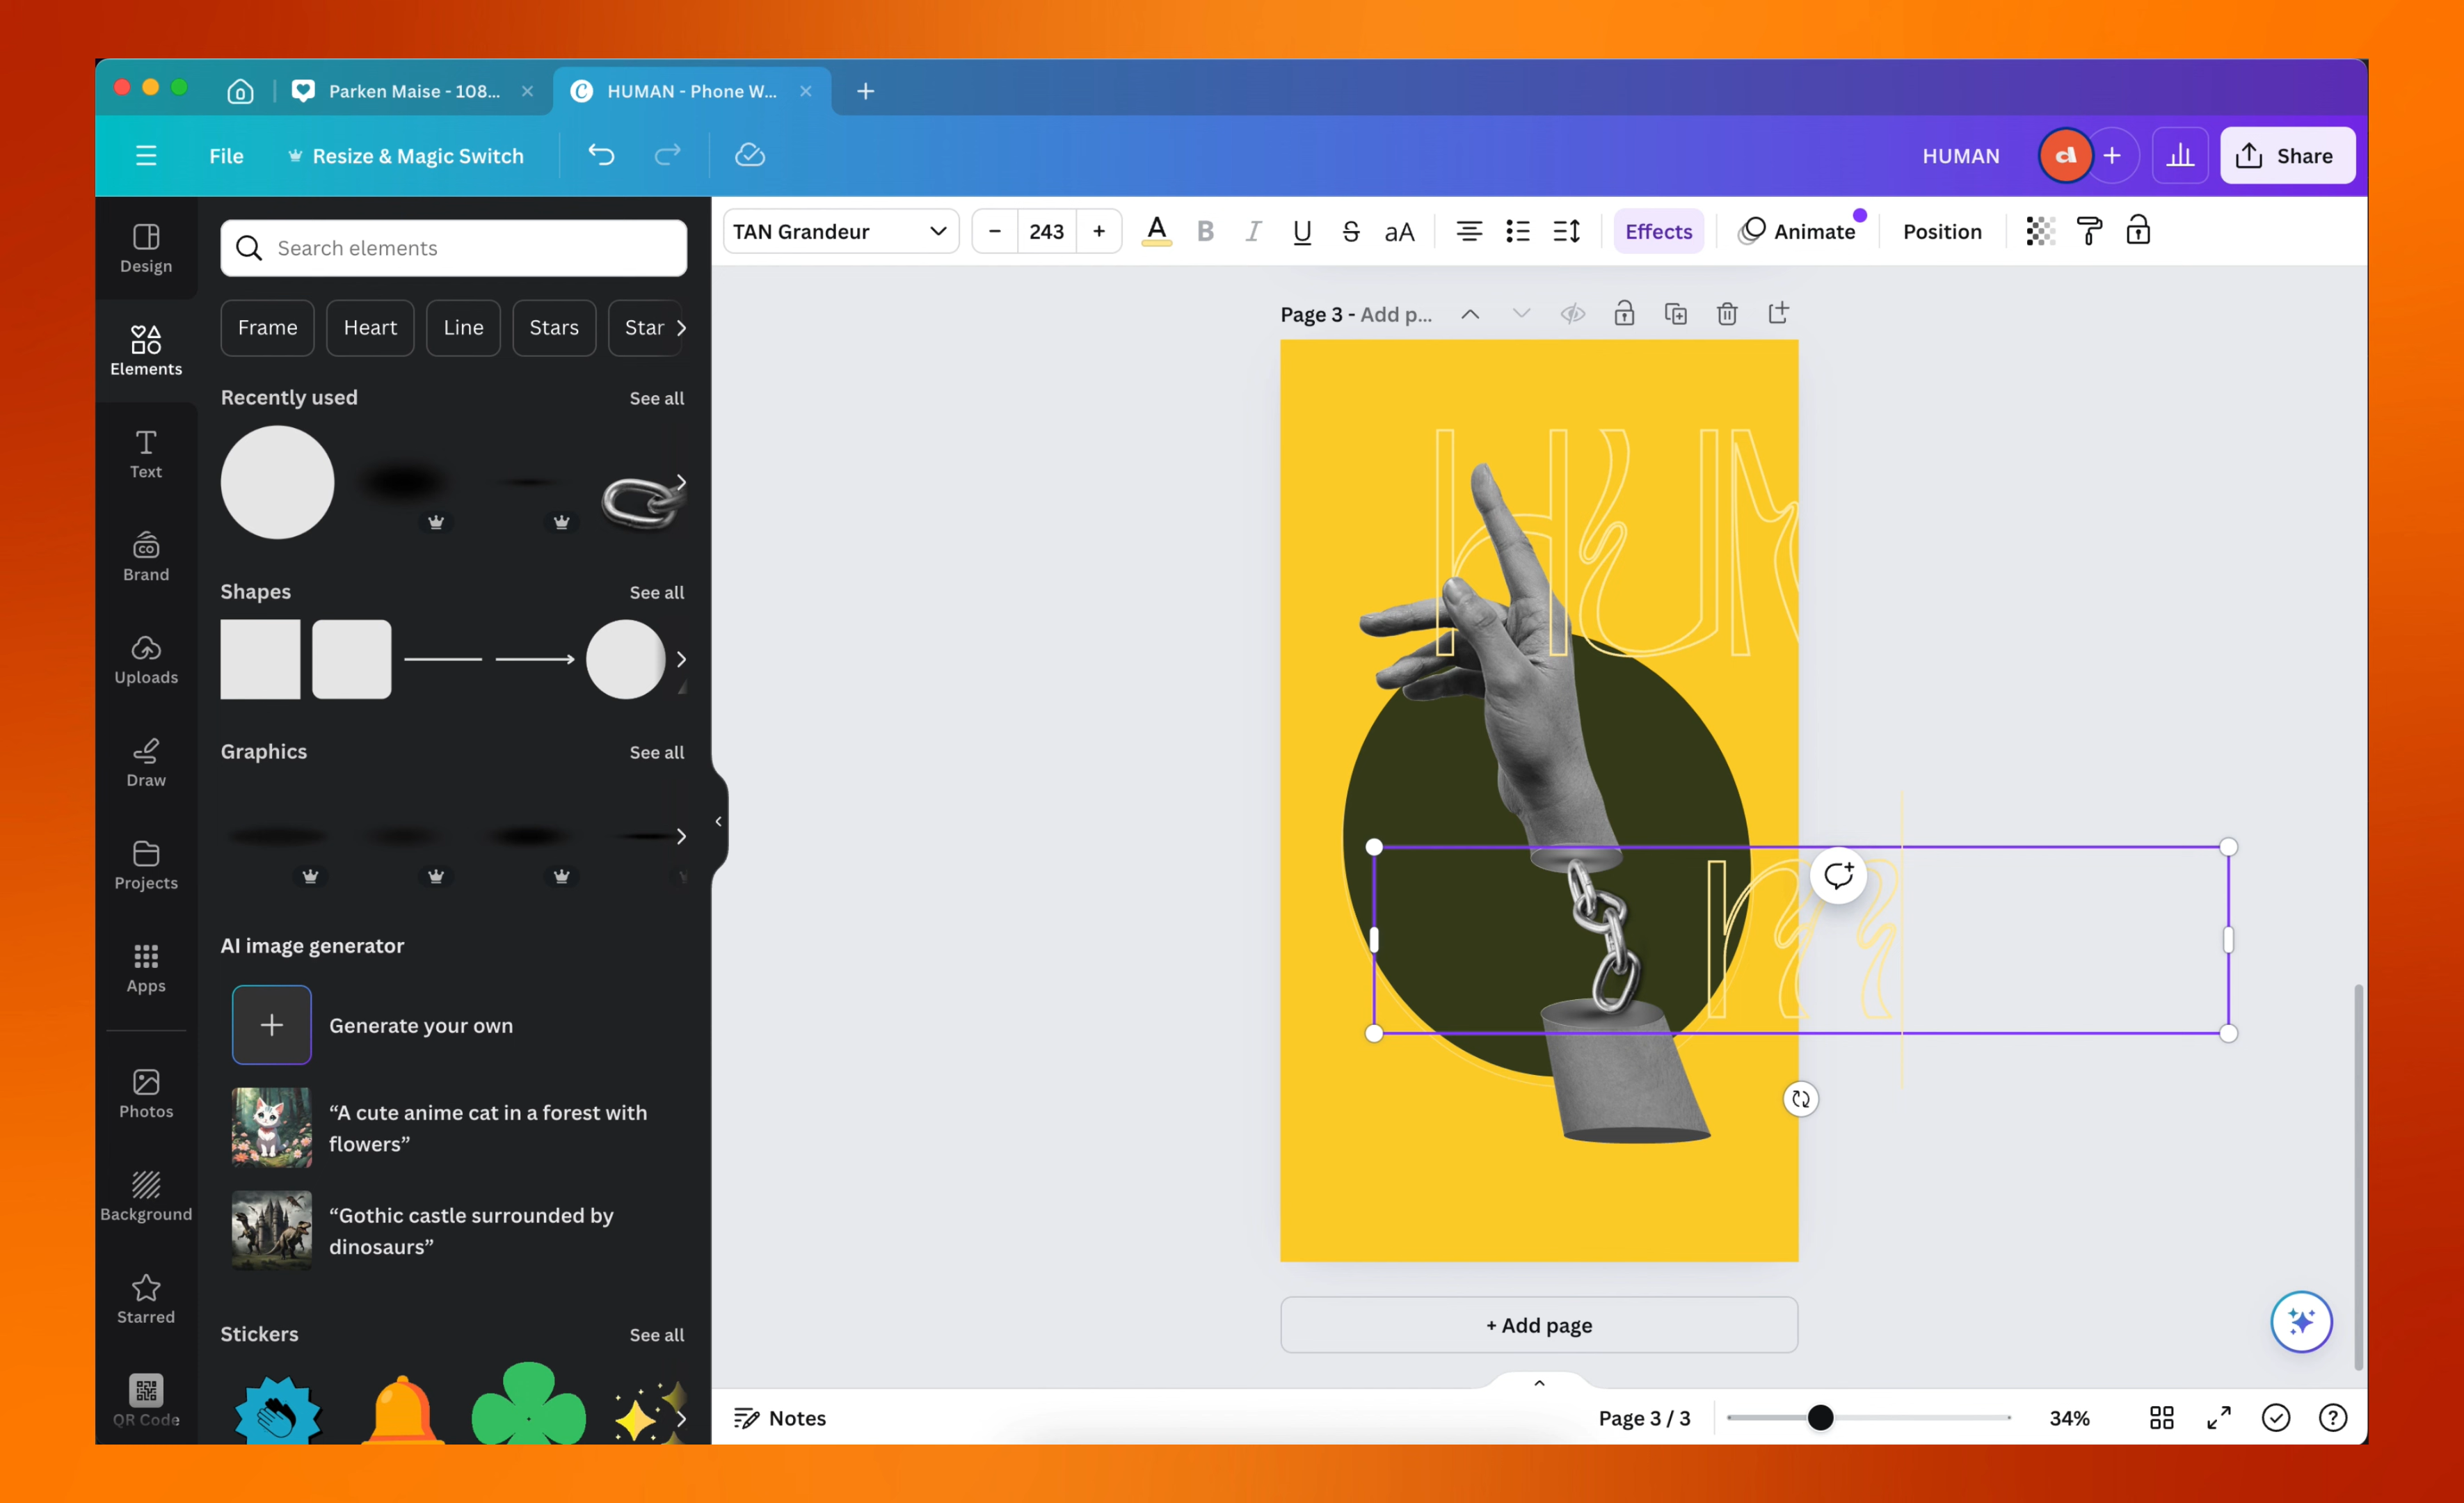 Parken Maise - 108...
HUMAN - Phone W...
File
Resize & Magic Switch
HUMAN
Share
Design
Elements
Text
Brand
Uploads
Draw
Projects
Apps
Photos
Background
Starred
QR Code
Search elements
Frame
Heart
Line
Stars
Star
Recently used
See all
Shapes
See all
Graphics
See all
AI image generator
Generate your own
“A cute anime cat in a forest with
flowers”
“Gothic castle surrounded by
dinosaurs”
Stickers
See all
TAN Grandeur
- 243 +
A B I U S aA
Effects
Animate
Position
Page 3 - Add p...
HUM
+ Add page
Notes
Page 3 / 3
34%